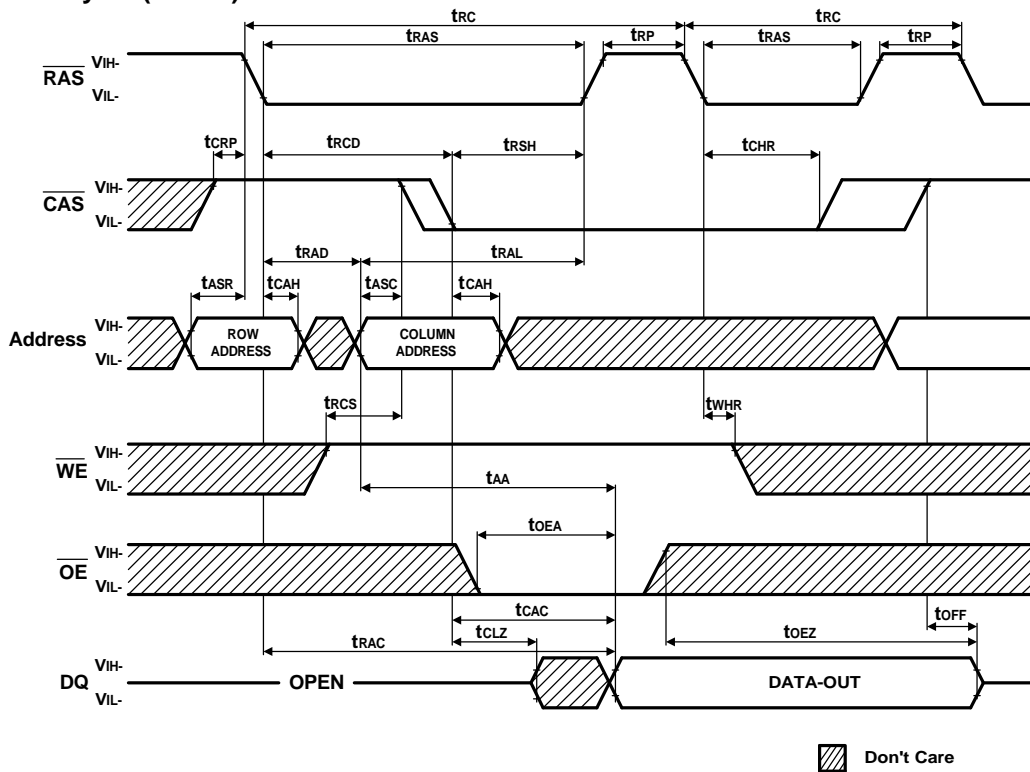 tRC tRC
tRAS tRP tRAS tRP
RAS VIH-
VIL-
tCRP tRCD tRSH tCHR
CAS VIH-
VIL-
tRAD tRAL
tASR tCAH tASC tCAH
Address VIH-
VIL-
ROW ADDRESS
COLUMN ADDRESS
tRCS tWHR
WE VIH-
VIL-
tAA
tOEA
OE VIH-
VIL-
tCAC tOFF
tRAC tCLZ tOEZ
DQ VIH-
VIL-
OPEN DATA-OUT
Don't Care